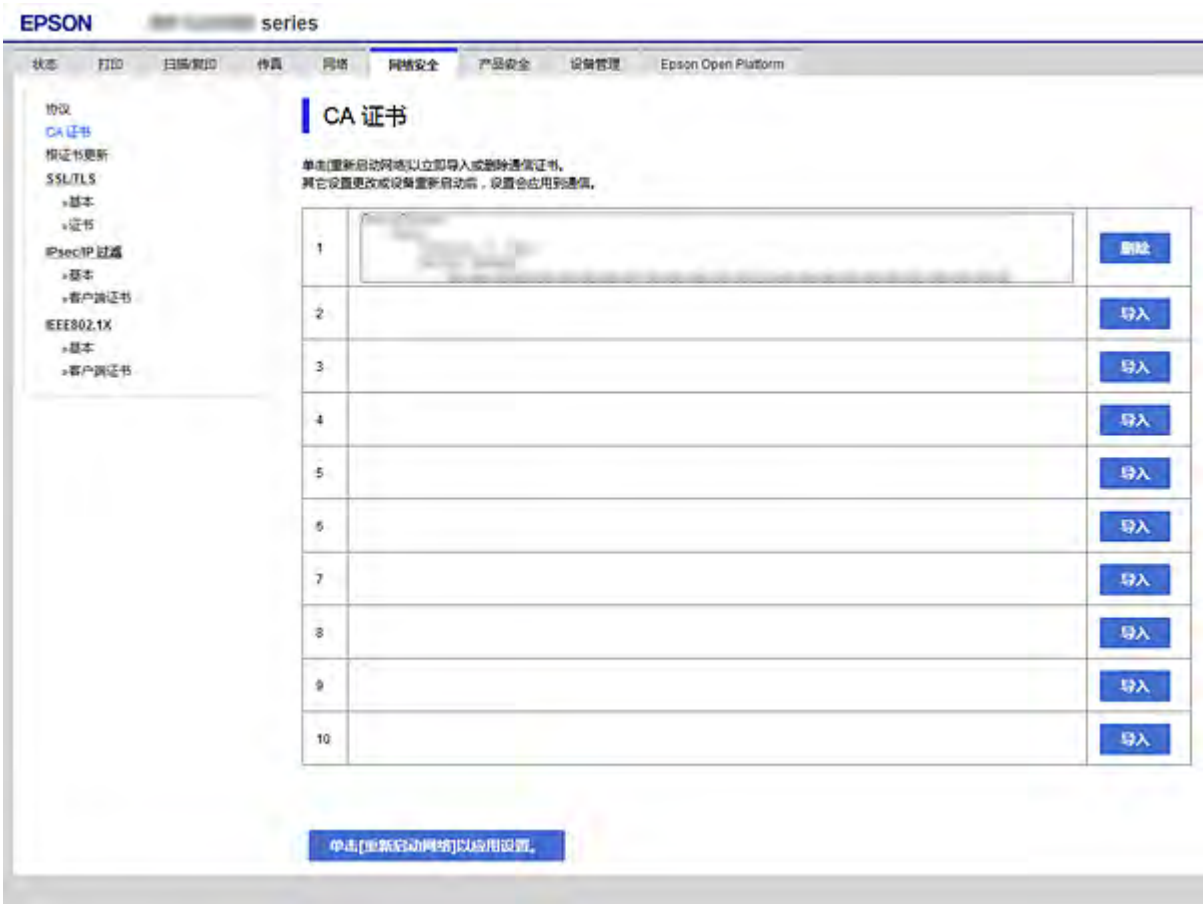 EPSON series
状态 打印 扫描/复印 传真 网络 网络安全 产品安全 设备管理 Epson Open Platform
协议
CA 证书
根证书更新
SSL/TLS
»基本
»证书
IPsec/IP 过滤
»基本
»客户端证书
IEEE802.1X
»基本
»客户端证书
CA 证书
单击[重新启动网络]以立即导入或删除通信证书。
其它设置更改或设备重新启动后，设置会应用到通信。
1 删除
2 导入
3 导入
4 导入
5 导入
6 导入
7 导入
8 导入
9 导入
10 导入
单击[重新启动网络]以应用设置。